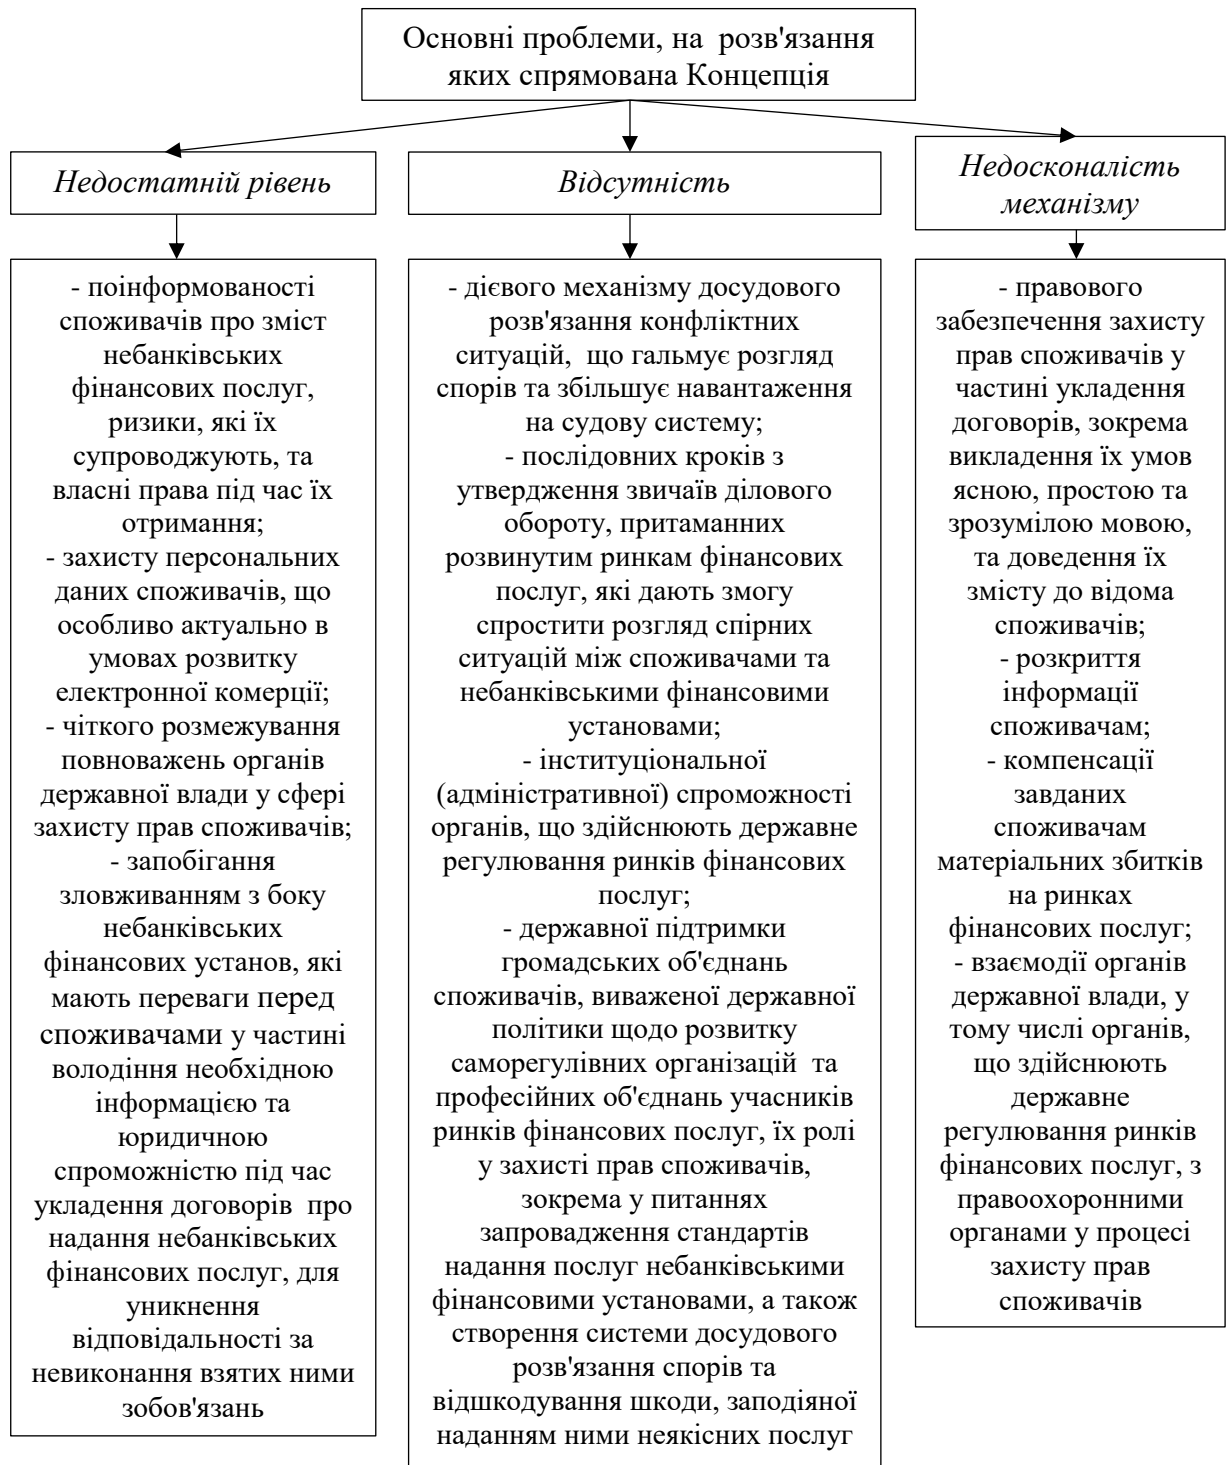 Основні проблеми, на розв'язання
яких спрямована Концепція
Недостатній рівень
Відсутність
Недосконалість
механізму
- поінформованості
споживачів про зміст
небанківських
фінансових послуг,
ризики, які їх
супроводжують, та
власні права під час їх
отримання;
- захисту персональних
даних споживачів, що
особливо актуально в
умовах розвитку
електронної комерції;
- чіткого розмежування
повноважень органів
державної влади у сфері
захисту прав споживачів;
- запобігання
зловживанням з боку
небанківських
фінансових установ, які
мають переваги перед
споживачами у частині
володіння необхідною
інформацією та
юридичною
спроможністю під час
укладення договорів про
надання небанківських
фінансових послуг, для
уникнення
відповідальності за
невиконання взятих ними
зобов'язань
- дієвого механізму досудового
розв'язання конфліктних
ситуацій, що гальмує розгляд
спорів та збільшує навантаження
на судову систему;
- послідовних кроків з
утвердження звичаїв ділового
обороту, притаманних
розвинутим ринкам фінансових
послуг, які дають змогу
спростити розгляд спірних
ситуацій між споживачами та
небанківськими фінансовими
установами;
- інституціональної
(адміністративної) спроможності
органів, що здійснюють державне
регулювання ринків фінансових
послуг;
- державної підтримки
громадських об'єднань
споживачів, виваженої державної
політики щодо розвитку
саморегулівних організацій та
професійних об'єднань учасників
ринків фінансових послуг, їх ролі
у захисті прав споживачів,
зокрема у питаннях
запровадження стандартів
надання послуг небанківськими
фінансовими установами, а також
створення системи досудового
розв'язання спорів та
відшкодування шкоди, заподіяної
наданням ними неякісних послуг
- правового
забезпечення захисту
прав споживачів у
частині укладення
договорів, зокрема
викладення їх умов
ясною, простою та
зрозумілою мовою,
та доведення їх
змісту до відома
споживачів;
- розкриття
інформації
споживачам;
- компенсації
завданих
споживачам
матеріальних збитків
на ринках
фінансових послуг;
- взаємодії органів
державної влади, у
тому числі органів,
що здійснюють
державне
регулювання ринків
фінансових послуг, з
правоохоронними
органами у процесі
захисту прав
споживачів